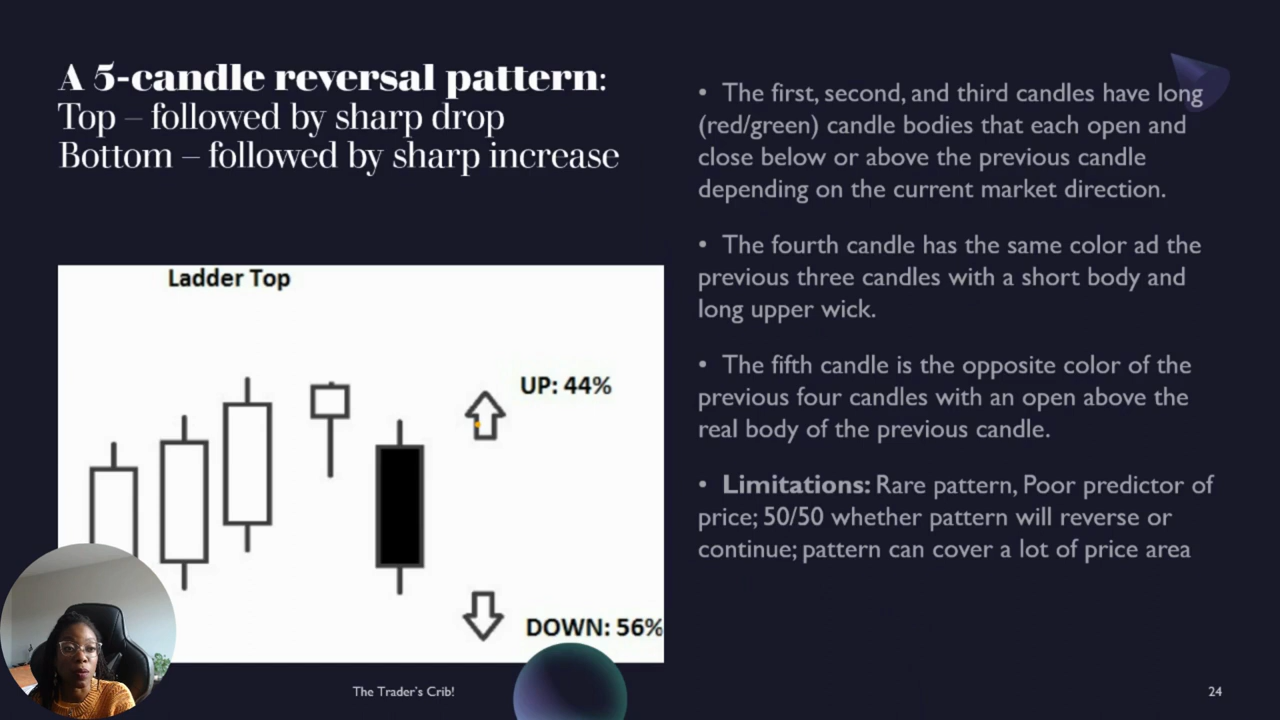 A 5-candle reversal pattern:
Top – followed by sharp drop
Bottom – followed by sharp increase
Ladder Top
UP: 44%
DOWN: 56%
• The first, second, and third candles have long
(red/green) candle bodies that each open and
close below or above the previous candle
depending on the current market direction.
• The fourth candle has the same color ad the
previous three candles with a short body and
long upper wick.
• The fifth candle is the opposite color of the
previous four candles with an open above the
real body of the previous candle.
• Limitations: Rare pattern, Poor predictor of
price; 50/50 whether pattern will reverse or
continue; pattern can cover a lot of price area
The Trader's Crib!
24